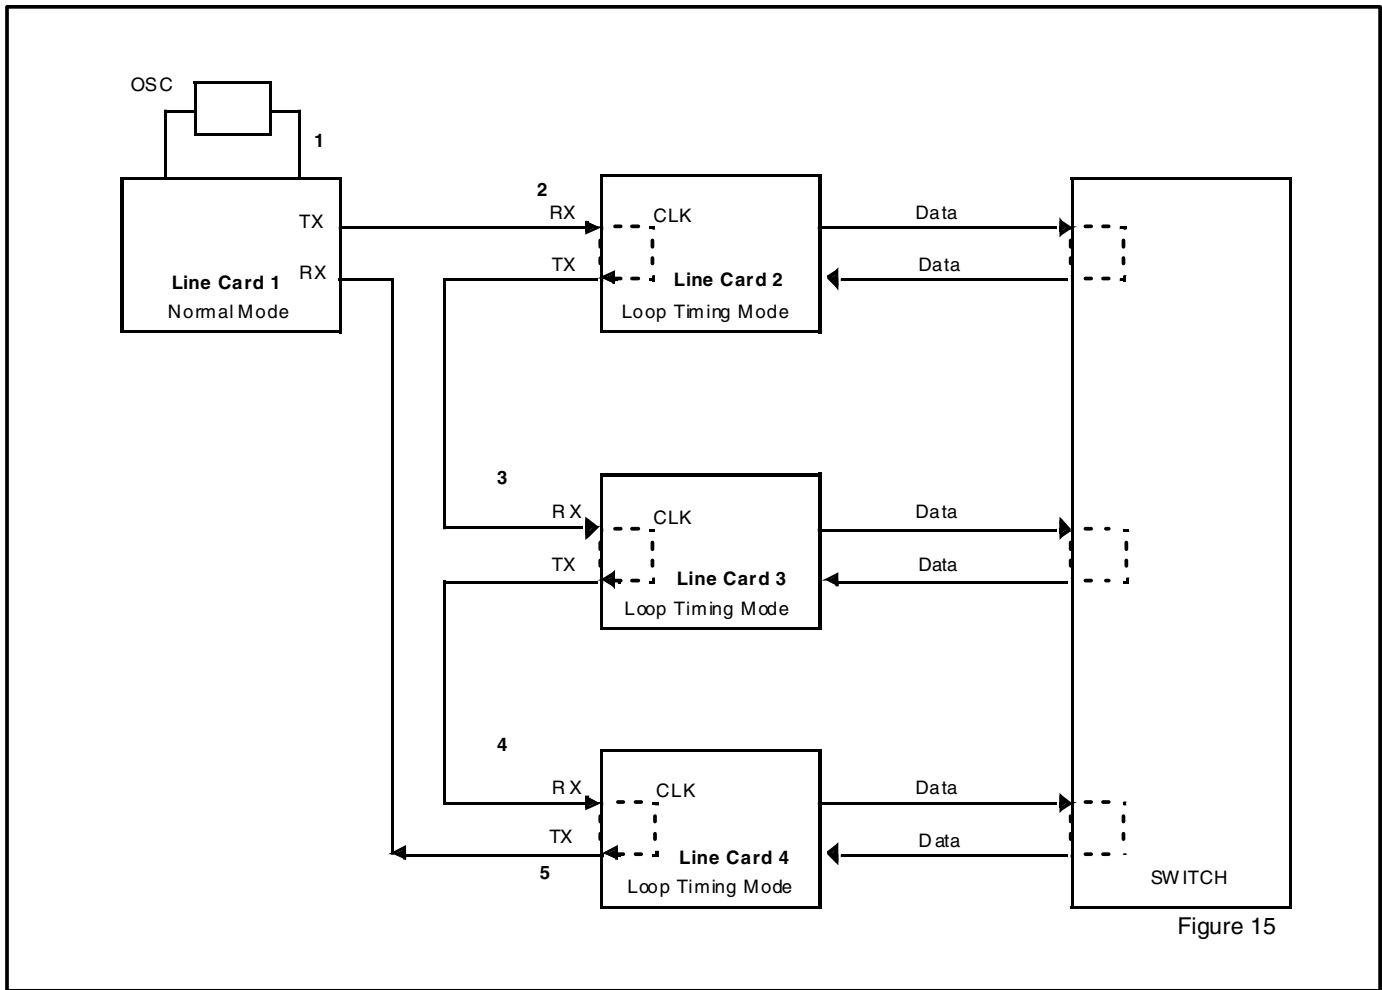 OSC
1
TX
RX
Line Card 1
Normal Mode
2
RX
CLK
TX
Line Card 2
Loop Timing Mode
Data
Data
3
RX
CLK
TX
Line Card 3
Loop Timing Mode
Data
Data
4
RX
CLK
TX
5
Line Card 4
Loop Timing Mode
Data
Data
SWITCH
Figure 15